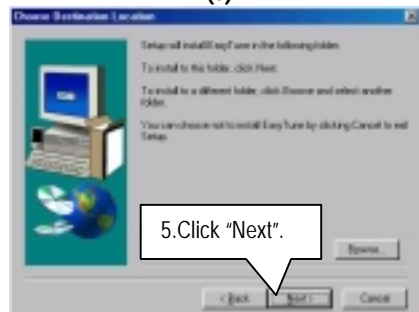 Choose Destination Location
Setup will install EasyTune in the following folder.
To install to this folder, click Next.
To install to a different folder, click Browse and select another
folder.
You can choose not to install EasyTune by clicking Cancel to exit
Setup.
5.Click “Next”.
Browse...
< Back
Next >
Cancel